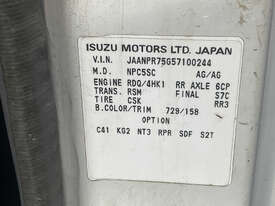 ISUZU MOTORS LTD. JAPAN
V.I.N. JAANPR75G57100244
M.D. NPC5SC AG/AG
ENGINE RDQ/4HK1 RR AXLE 6CP
TRANS. RSM FINAL S7C
TIRE CSK RR3
B.COLOR/TRIM 729/158
OPTION
C41 KG2 NT3 RPR SDF S2T